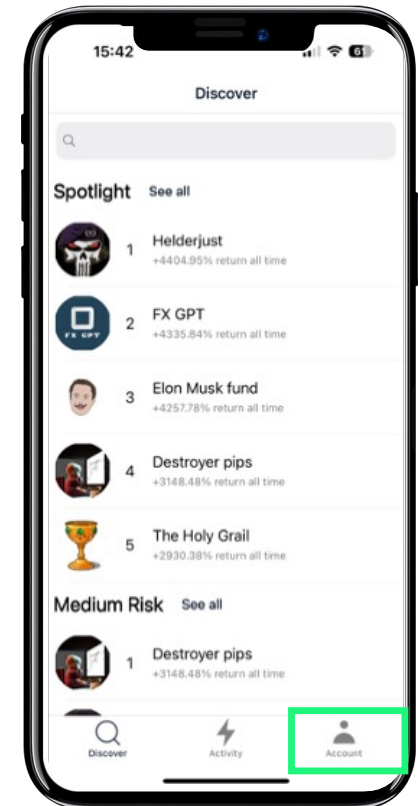 15:42
Discover
Spotlight See all
1
Helderjust
+4404.95% return all time
FX GPT
2
FX GPT
+4335.84% return all time
3
Elon Musk fund
+4257.78% return all time
4
Destroyer pips
+3148.48% return all time
5
The Holy Grail
+2930.38% return all time
Medium Risk See all
1
Destroyer pips
+3148.48% return all time
Discover Activity Account